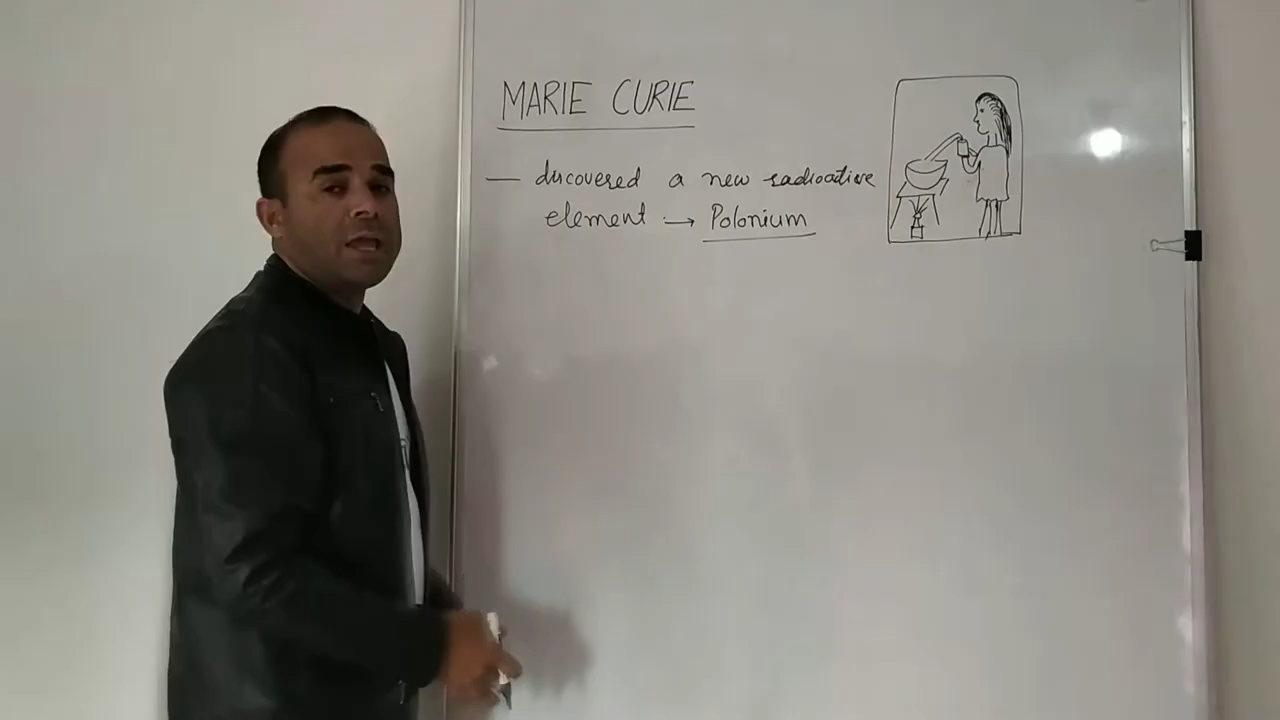 MARIE CURIE
— discovered a new radioactive
element → Polonium